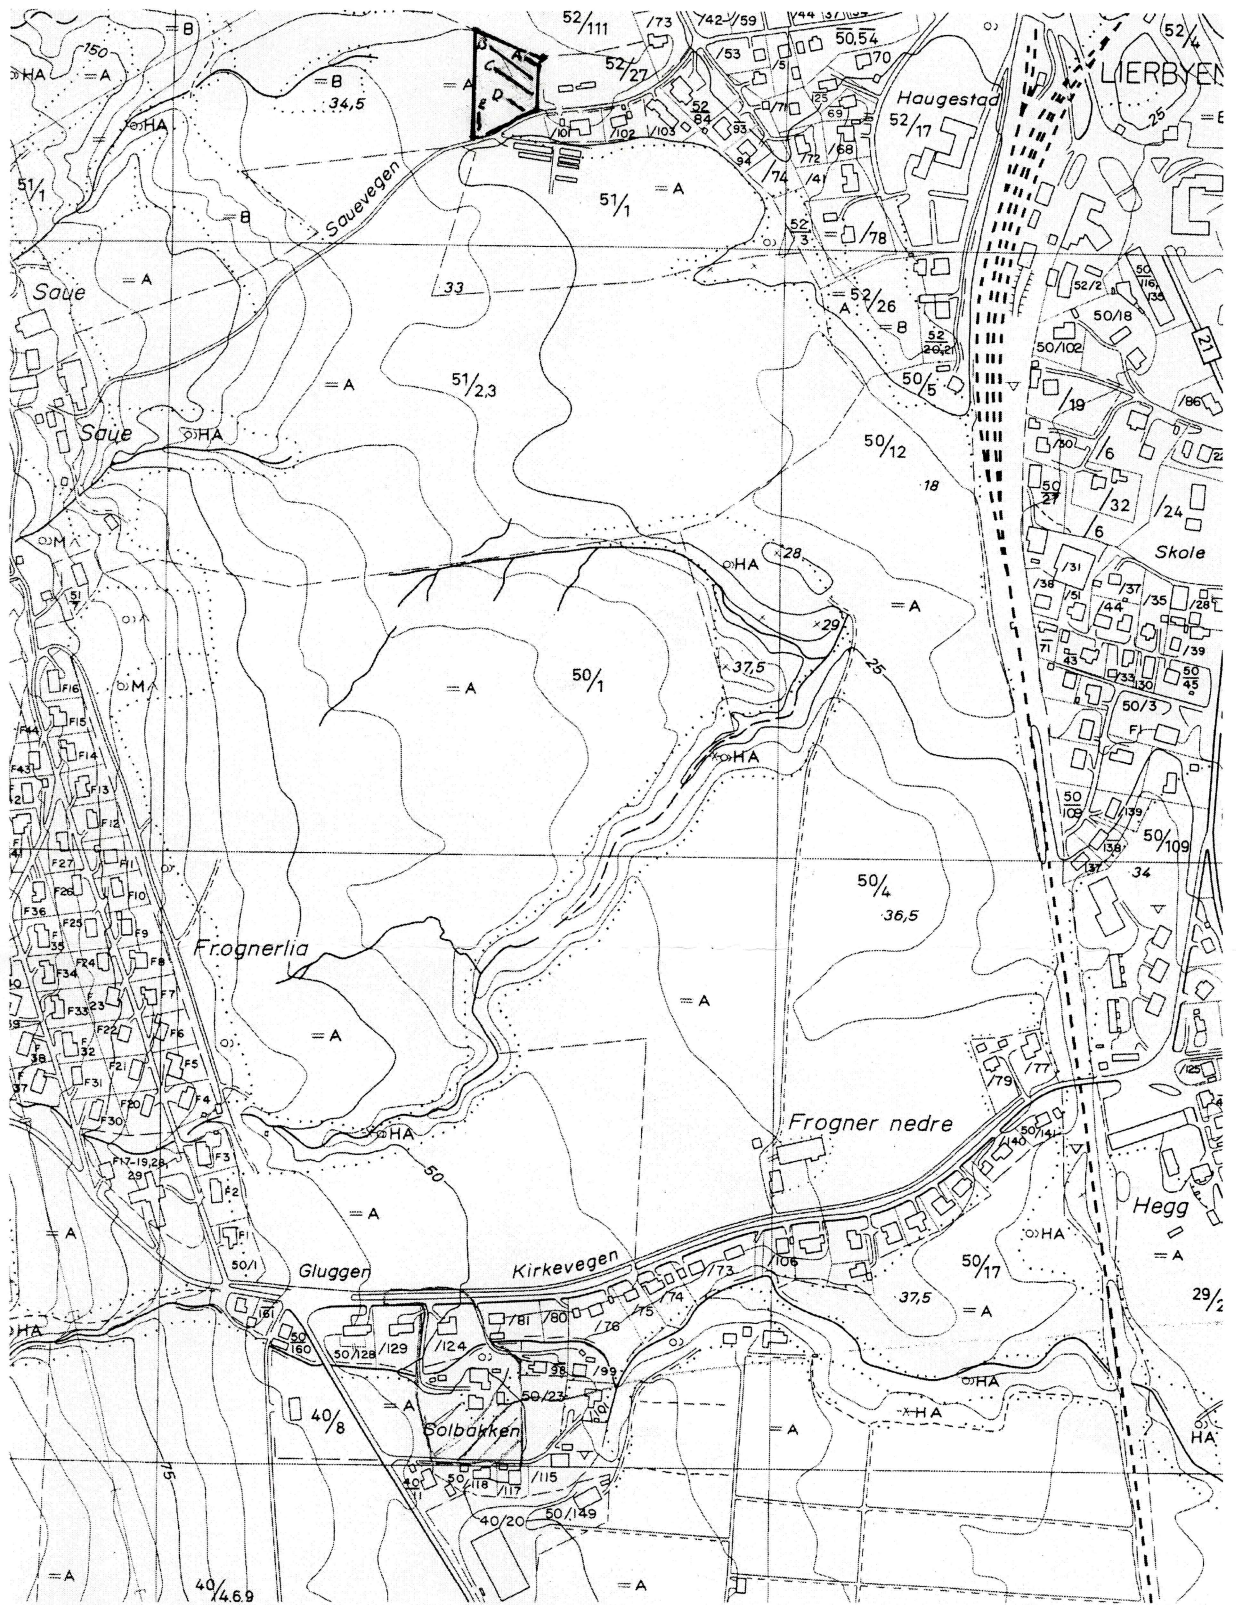 52/111
/73
/42
/59
/44
/37
50,54
/53
52/27
/70
52/4
LIERBYEN
= B
150
HA
= A
= B
34,5
= A
B
A
C
D
E
52/84
/71
/69
Haugestad
52/17
25
HA
/101
/102
/103
/93
94
/72
/68
/74
/41
51/1
= B
Sauevegen
51/1
= A
52/3
=
/78
= A
Saue
33
= 52/26
A
= B
52/2
50/116,135
50/18
52/20,21
50/102
21
= A
51/2,3
50/5
/19
/86
Saue
HA
50/12
/30
/6
18
50/27
/32
/24
/6
M
HA
28
Skole
/31
/38
/51
/37
/35
/28
/44
51
= A
29
/71
43
/39
37,5
25
/33
130
50/45
M
= A
50/1
50/3
F1
F16
F44
F15
F14
HA
F43
F13
F12
50/109
/139
138
137
50/109
34
F27
F11
F26
F10
F36
F25
F9
50/4
36,5
F35
Frognerlia
F24
F8
F34
F23
F7
= A
F33
F22
F6
= A
F38
F32
F21
F5
F37
F31
F4
F20
F30
/79
/77
/125
HA
Frogner nedre
50/141
/140
F17-19,28,29
F3
50
F2
= A
Hegg
= A
F1
HA
= A
50/1
Gluggen
Kirkevegen
/73
/106
50/17
/74
37,5
= A
29/2
HA
161
/81
/80
/75
/76
50/160
50/128
/129
/124
98
/99
HA
50/23
101
= A
40/8
Solbakken
HA
= A
HA
75
40/11
50/118
/117
/115
40/20
50/149
= A
40/4,6,9
= A